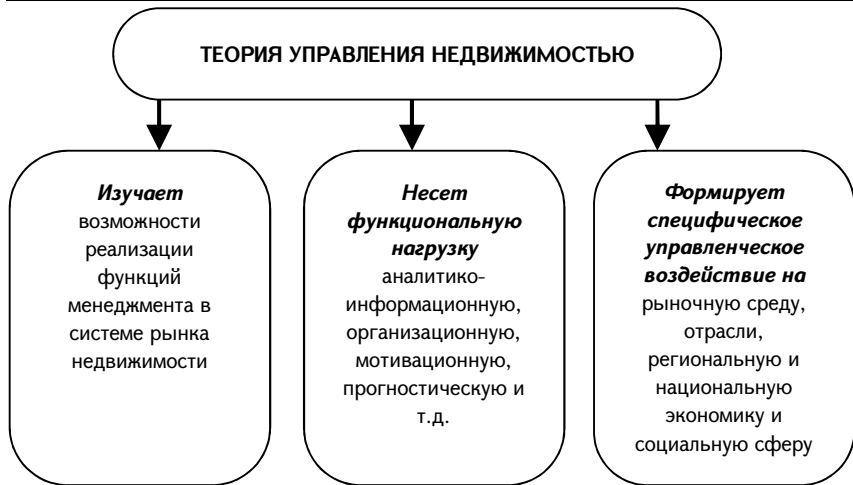 ТЕОРИЯ УПРАВЛЕНИЯ НЕДВИЖИМОСТЬЮ
Изучает
возможности
реализации
функций
менеджмента в
системе рынка
недвижимости
Несет
функциональную
нагрузку
аналитико-
информационную,
организационную,
мотивационную,
прогностическую и
т.д.
Формирует
специфическое
управленческое
воздействие на
рыночную среду,
отрасли,
региональную и
национальную
экономику и
социальную сферу